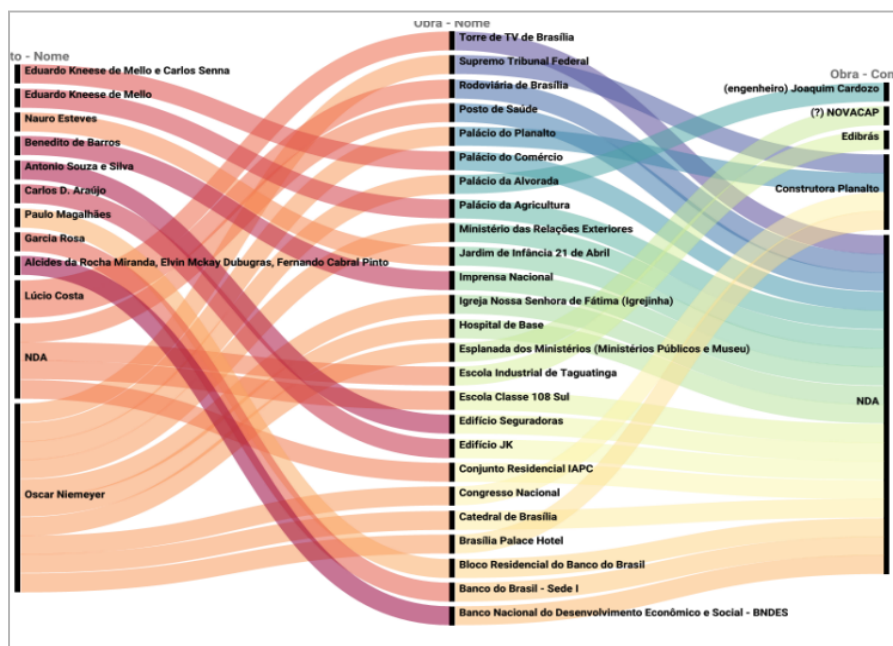 Obra - Nome
to - Nome
Eduardo Kneese de Mello e Carlos Senna
Eduardo Kneese de Mello
Nauro Esteves
Benedito de Barros
Antonio Souza e Silva
Carlos D. Araújo
Paulo Magalhães
Garcia Rosa
Alcides da Rocha Miranda, Elvin Mckay Dubugras, Fernando Cabral Pinto
Lúcio Costa
NDA
Oscar Niemeyer
Torre de TV de Brasília
Supremo Tribunal Federal
Rodoviária de Brasília
Posto de Saúde
Palácio do Planalto
Palácio do Comércio
Palácio da Alvorada
Palácio da Agricultura
Ministério das Relações Exteriores
Jardim de Infância 21 de Abril
Imprensa Nacional
Igreja Nossa Senhora de Fátima (Igrejinha)
Hospital de Base
Esplanada dos Ministérios (Ministérios Públicos e Museu)
Escola Industrial de Taguatinga
Escola Classe 108 Sul
Edifício Seguradoras
Edifício JK
Conjunto Residencial IAPC
Congresso Nacional
Catedral de Brasília
Brasília Palace Hotel
Bloco Residencial do Banco do Brasil
Banco do Brasil - Sede I
Banco Nacional do Desenvolvimento Econômico e Social - BNDES
Obra - Con
(engenheiro) Joaquim Cardozo
(?) NOVACAP
Edibrás
Construtora Planalto
NDA